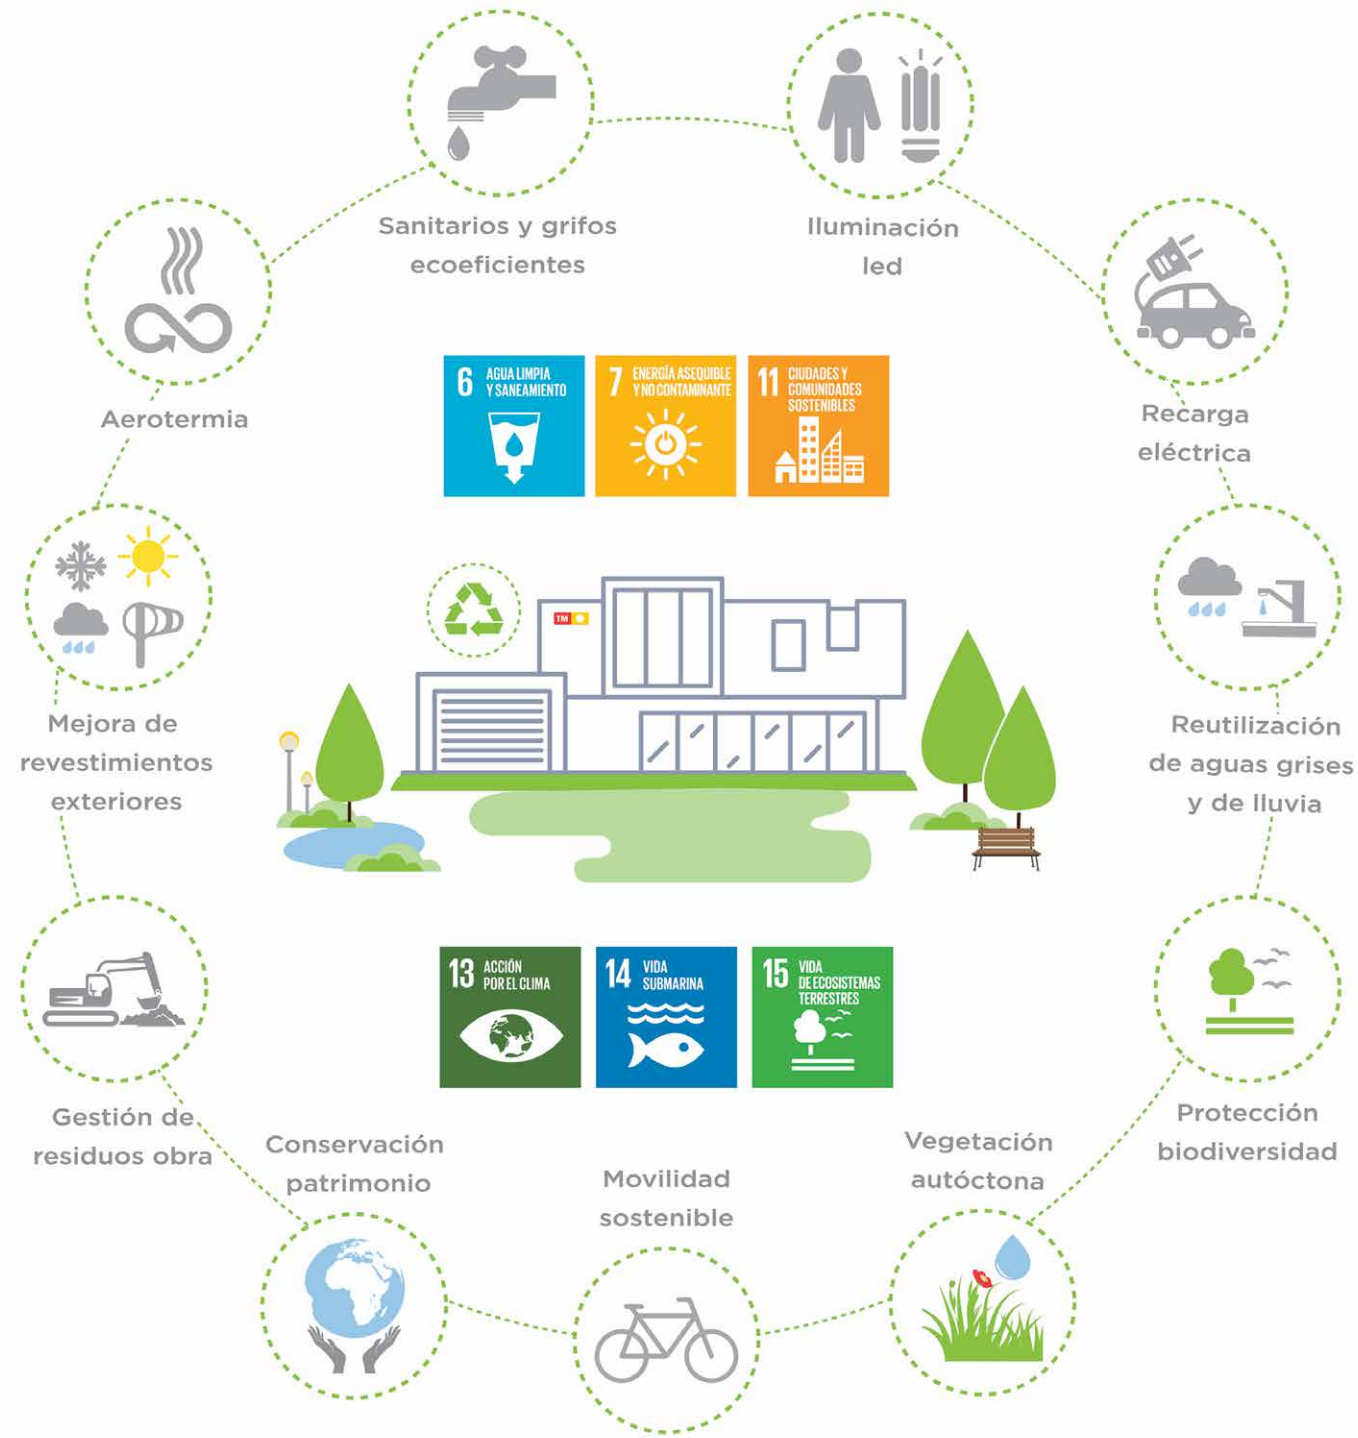 Sanitarios y grifos
ecoeficientes
Iluminación
led
Aerotermia
Recarga
eléctrica
6 AGUA LIMPIA
Y SANEAMIENTO
7 ENERGÍA ASEQUIBLE
Y NO CONTAMINANTE
11 CIUDADES Y
COMUNIDADES
SOSTENIBLES
TM
Mejora de
revestimientos
exteriores
Reutilización
de aguas grises
y de lluvia
13 ACCIÓN
POR EL CLIMA
14 VIDA
SUBMARINA
15 VIDA
DE ECOSISTEMAS
TERRESTRES
Gestión de
residuos obra
Conservación
patrimonio
Movilidad
sostenible
Vegetación
autóctona
Protección
biodiversidad